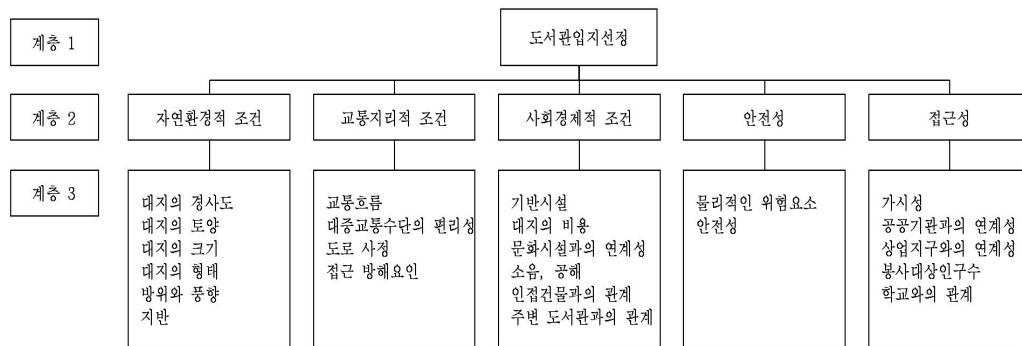 계층 1
도서관입지선정
계층 2
자연환경적 조건
교통지리적 조건
사회경제적 조건
안전성
접근성
계층 3
대지의 경사도
대지의 토양
대지의 크기
대지의 형태
방위와 풍향
지반
교통흐름
대중교통수단의 편리성
도로 사정
접근 방해요인
기반시설
대지의 비용
문화시설과의 연계성
소음, 공해
인접건물과의 관계
주변 도서관과의 관계
물리적인 위험요소
안전성
가시성
공공기관과의 연계성
상업지구와의 연계성
봉사대상인구수
학교와의 관계